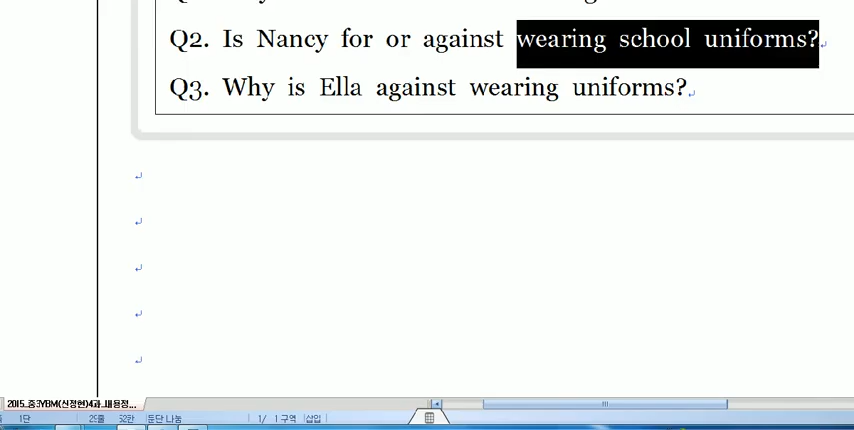 Q2. Is Nancy for or against wearing school uniforms?
Q3. Why is Ella against wearing uniforms?
2015_중3YBM(신정현)4과_내용정...
1단 29줄 52칸 문단 나눔 1/ 1 구역 삽입